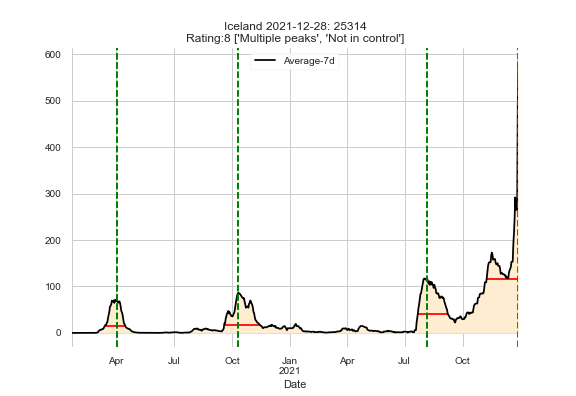 Iceland 2021-12-28: 25314
Rating:8 ['Multiple peaks', 'Not in control']
Average-7d
600
500
400
300
200
100
0
Apr Jul Oct Jan Apr Jul Oct
2021
Date